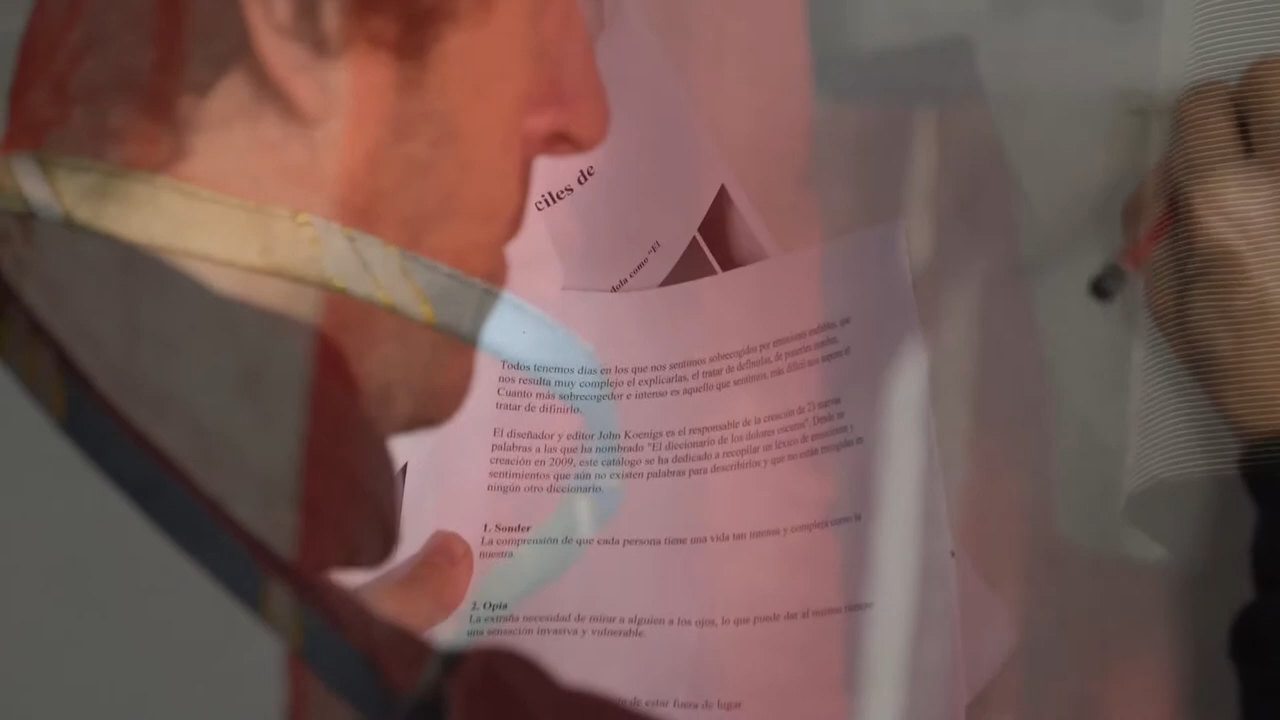 ciles de
dola como "El
Todos tenemos días en los que nos sentimos sobrecogidos por emociones que
nos resulta muy complejo el explicarlas, el tratar de definirlas, de ponerles nombre.
Cuanto más sobrecogedor e intenso es aquello que sentimos, más difícil nos supone el
tratar de difinirlo.
El diseñador y editor John Koenigs es el responsable de la creación de 23 nuevas
palabras a las que ha nombrado "El diccionario de los dolores oscuros". Desde su
creación en 2009, este catálogo se ha dedicado a recopilar un léxico de emociones y
sentimientos que aún no existen palabras para describirlos y que no están recogidas en
ningún otro diccionario.
1. Sonder
La comprensión de que cada persona tiene una vida tan intensa y compleja como la
nuestra.
2. Opia
La extraña necesidad de mirar a alguien a los ojos, lo que puede dar al mismo tiempo
una sensación invasiva y vulnerable.
de estar fuera de lugar